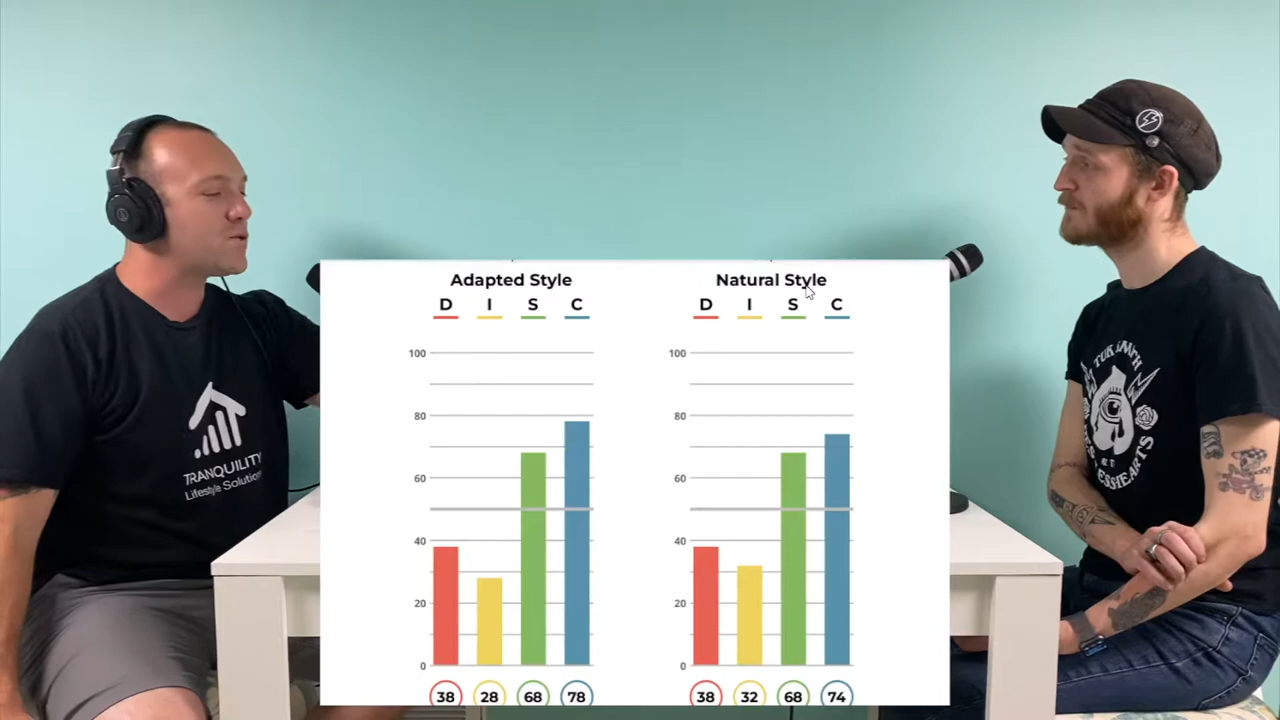 Adapted Style
D I S C
100
80
60
40
20
0
38 28 68 78
Natural Style
D I S C
100
80
60
40
20
0
38 32 68 74
TRANQUILITY
Lifestyle Solutions